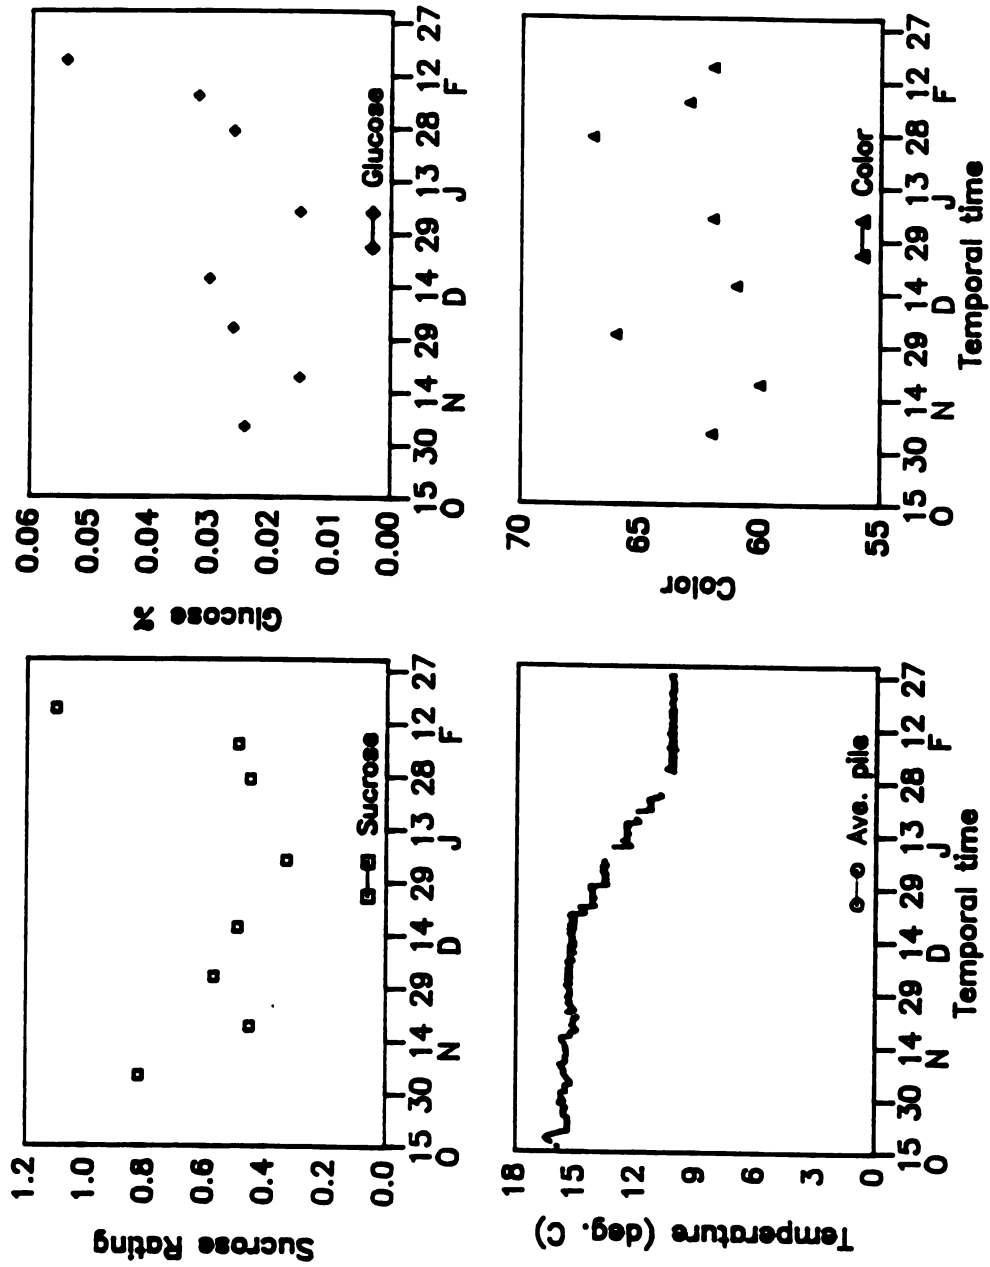 Sucrose Rating
1.2
1.0
0.8
0.6
0.4
0.2
0.0
Sucrose
15 30 14 29 14 29 13 28 12 27
O N D J F
Glucose %
0.06
0.05
0.04
0.03
0.02
0.01
0.00
Glucose
15 30 14 29 14 29 13 28 12 27
O N D J F
Temperature (deg. C)
18
15
12
9
6
3
0
Ave. pile
15 30 14 29 14 29 13 28 12 27
O N D J F
Temporal time
Color
70
65
60
55
Color
15 30 14 29 14 29 13 28 12 27
O N D J F
Temporal time